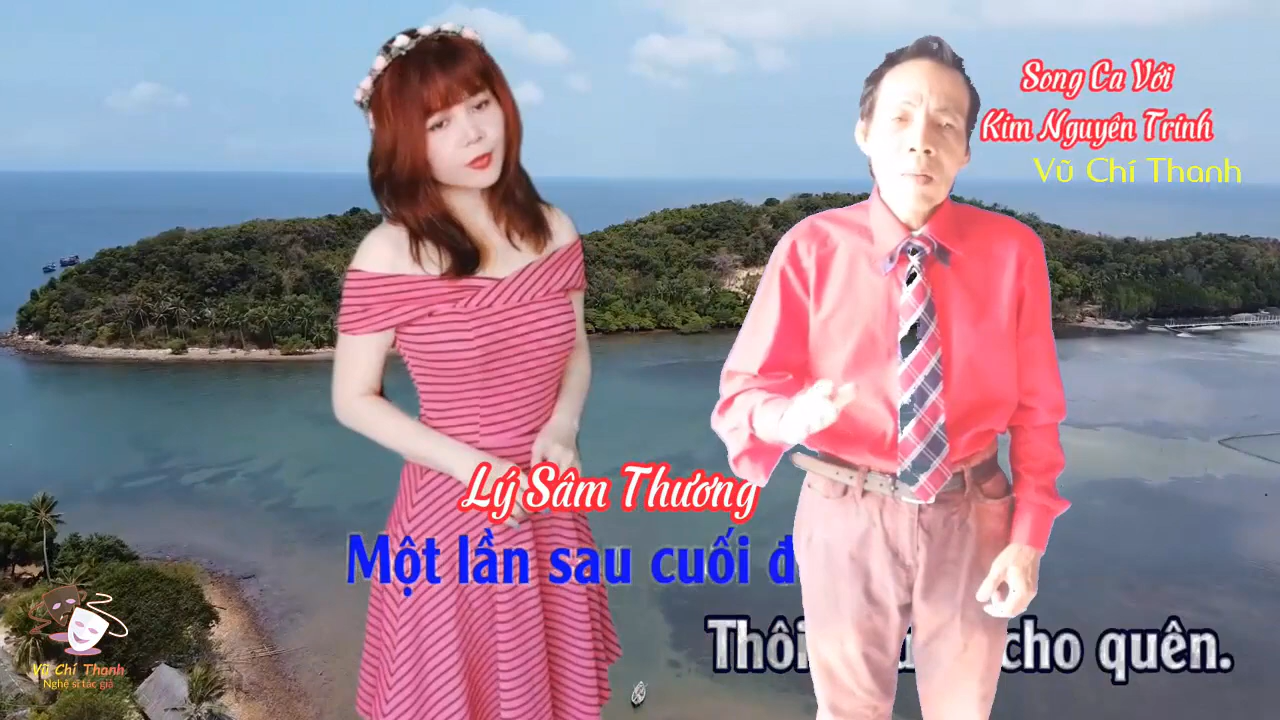 Song Ca Với
Kim Nguyên Trinh
Vũ Chí Thanh
Lý Sâm Thương
Một lần sau cuối đ
Thôi cho quên.
Vũ Chí Thanh
Nghệ sĩ tác giả